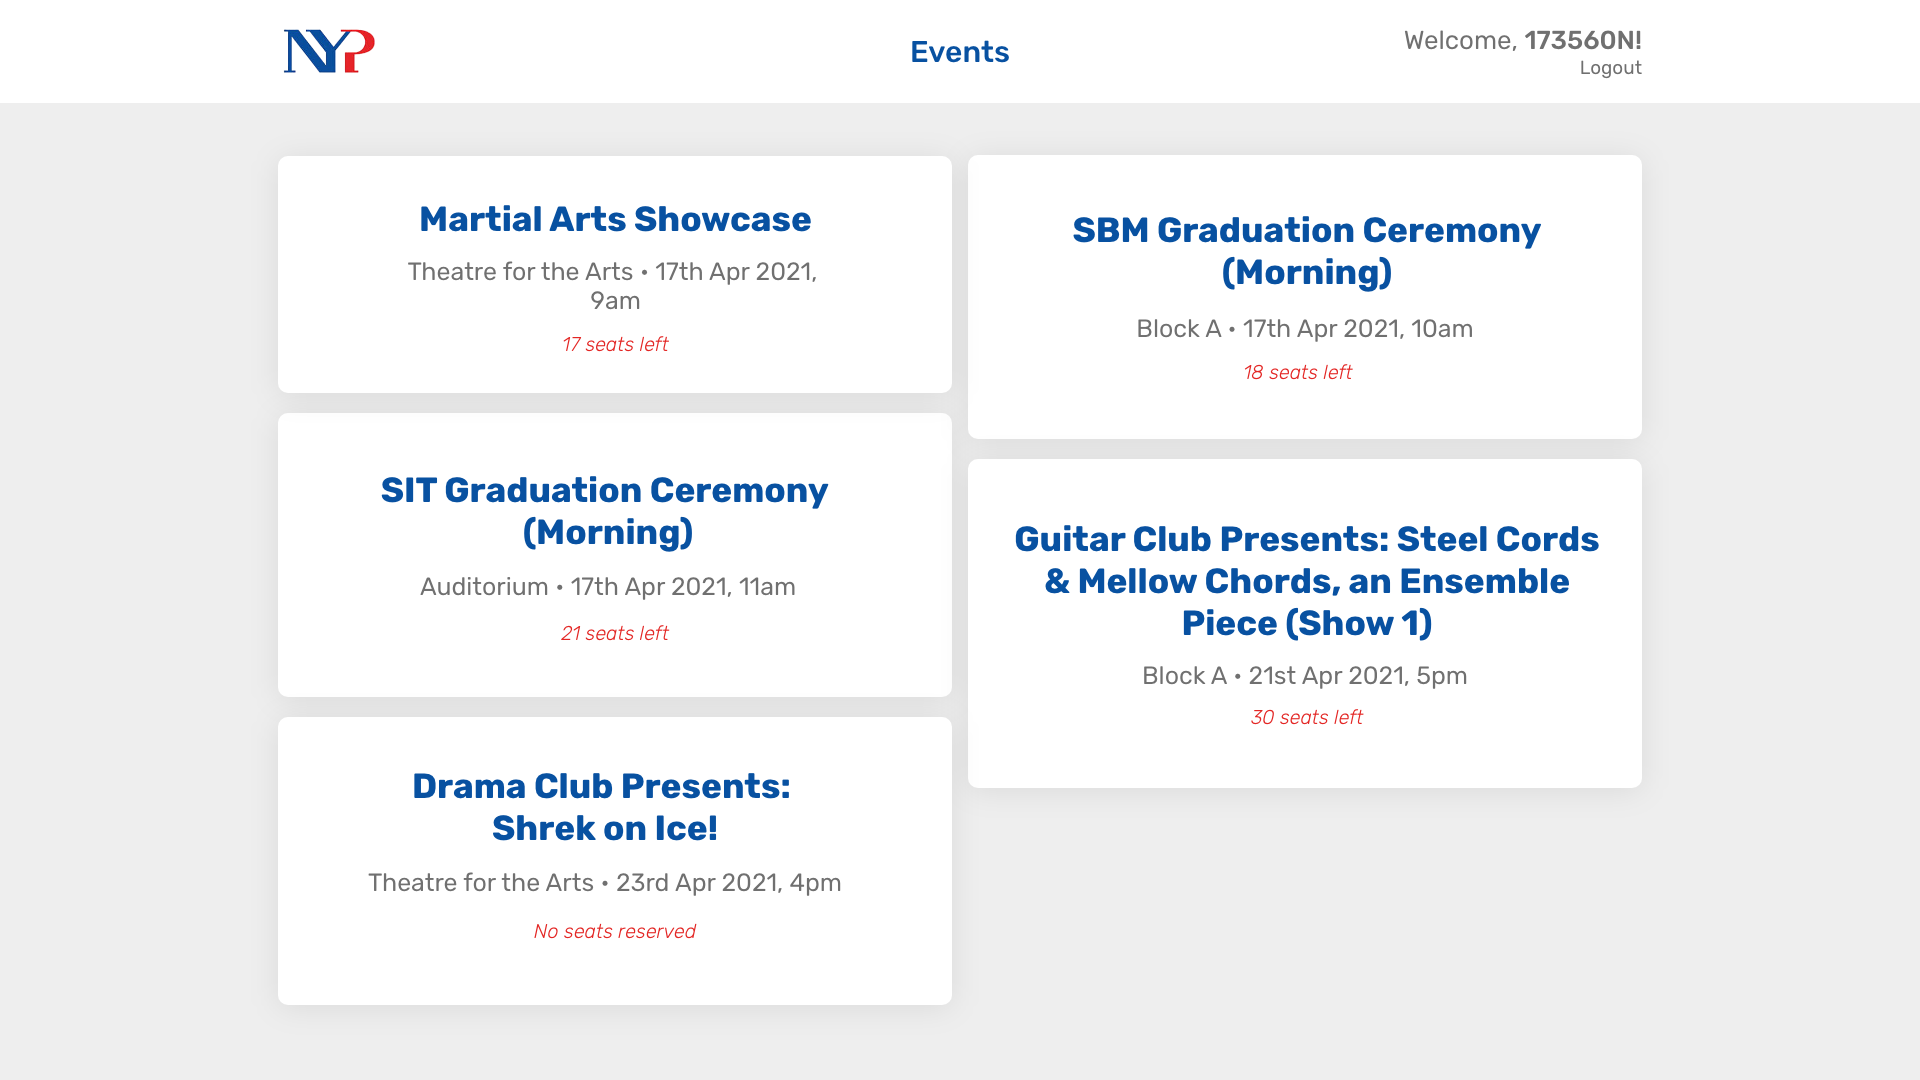 NYP
Events
Welcome, 173560N!
Logout
Martial Arts Showcase
Theatre for the Arts • 17th Apr 2021,
9am
17 seats left
SBM Graduation Ceremony
(Morning)
Block A • 17th Apr 2021, 10am
18 seats left
SIT Graduation Ceremony
(Morning)
Auditorium • 17th Apr 2021, 11am
21 seats left
Guitar Club Presents: Steel Cords
& Mellow Chords, an Ensemble
Piece (Show 1)
Block A • 21st Apr 2021, 5pm
30 seats left
Drama Club Presents:
Shrek on Ice!
Theatre for the Arts • 23rd Apr 2021, 4pm
No seats reserved